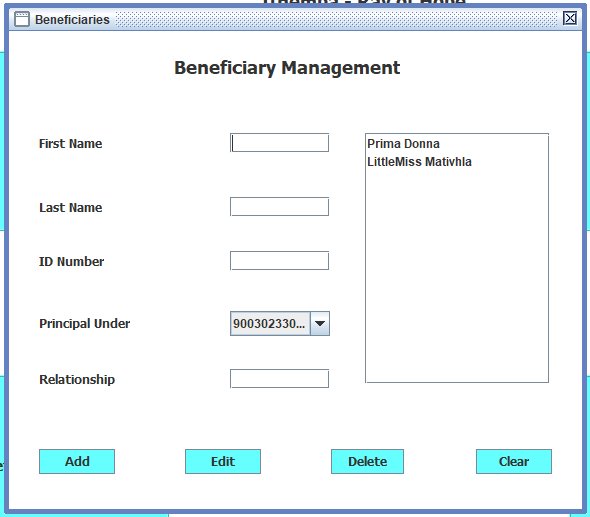 Beneficiaries
Beneficiary Management
First Name
Prima Donna
LittleMiss Mativhla
Last Name
ID Number
Principal Under
900302330...
Relationship
Add
Edit
Delete
Clear